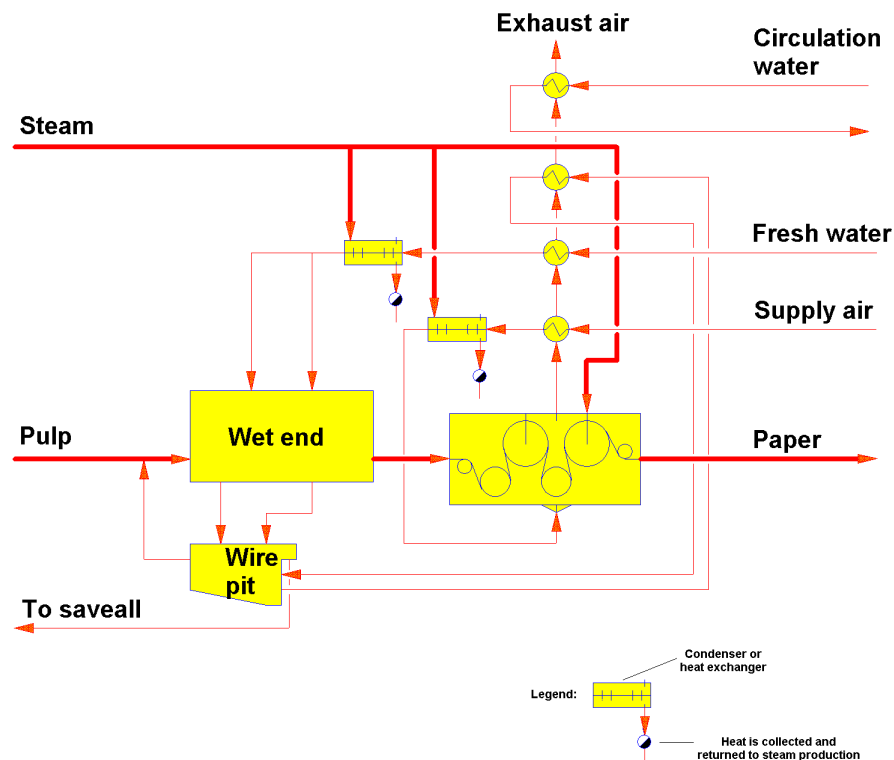 Exhaust air
Circulation
water
Steam
Fresh water
Supply air
Pulp
Wet end
Paper
Wire
pit
To saveall
Condenser or
heat exchanger
Legend:
Heat is collected and
returned to steam production